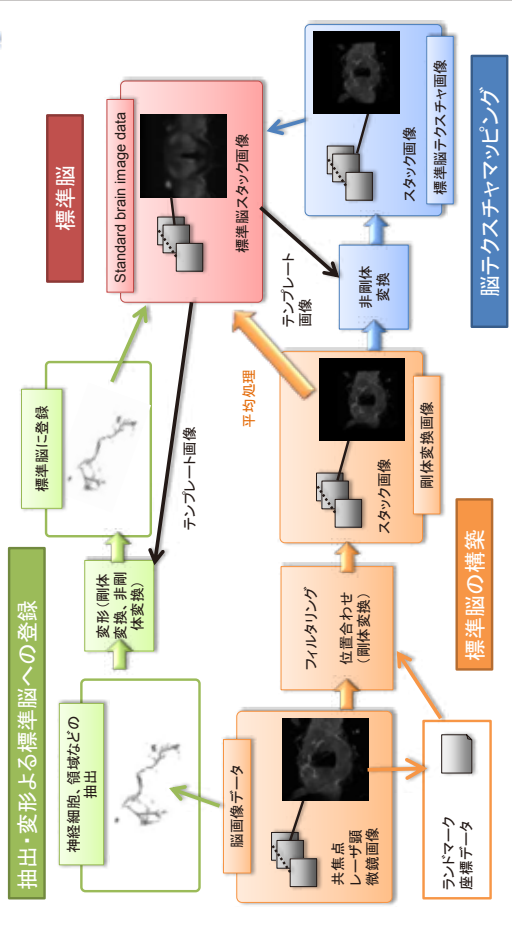 抽出・変形よる標準脳への登録
神経細胞、領域などの
抽出
変形(剛体
変換、非剛
体変換)
標準脳に登録
標準脳
Standard brain image data
標準脳スタック画像
テンプレート画像
テンプレート
画像
平均処理
脳画像データ
共焦点
レーザ顕
微鏡画像
ランドマーク
座標データ
フィルタリング
位置合わせ
(剛体変換)
スタック画像
剛体変換画像
標準脳の構築
非剛体
変換
スタック画像
標準脳テクスチャ画像
脳テクスチャマッピング